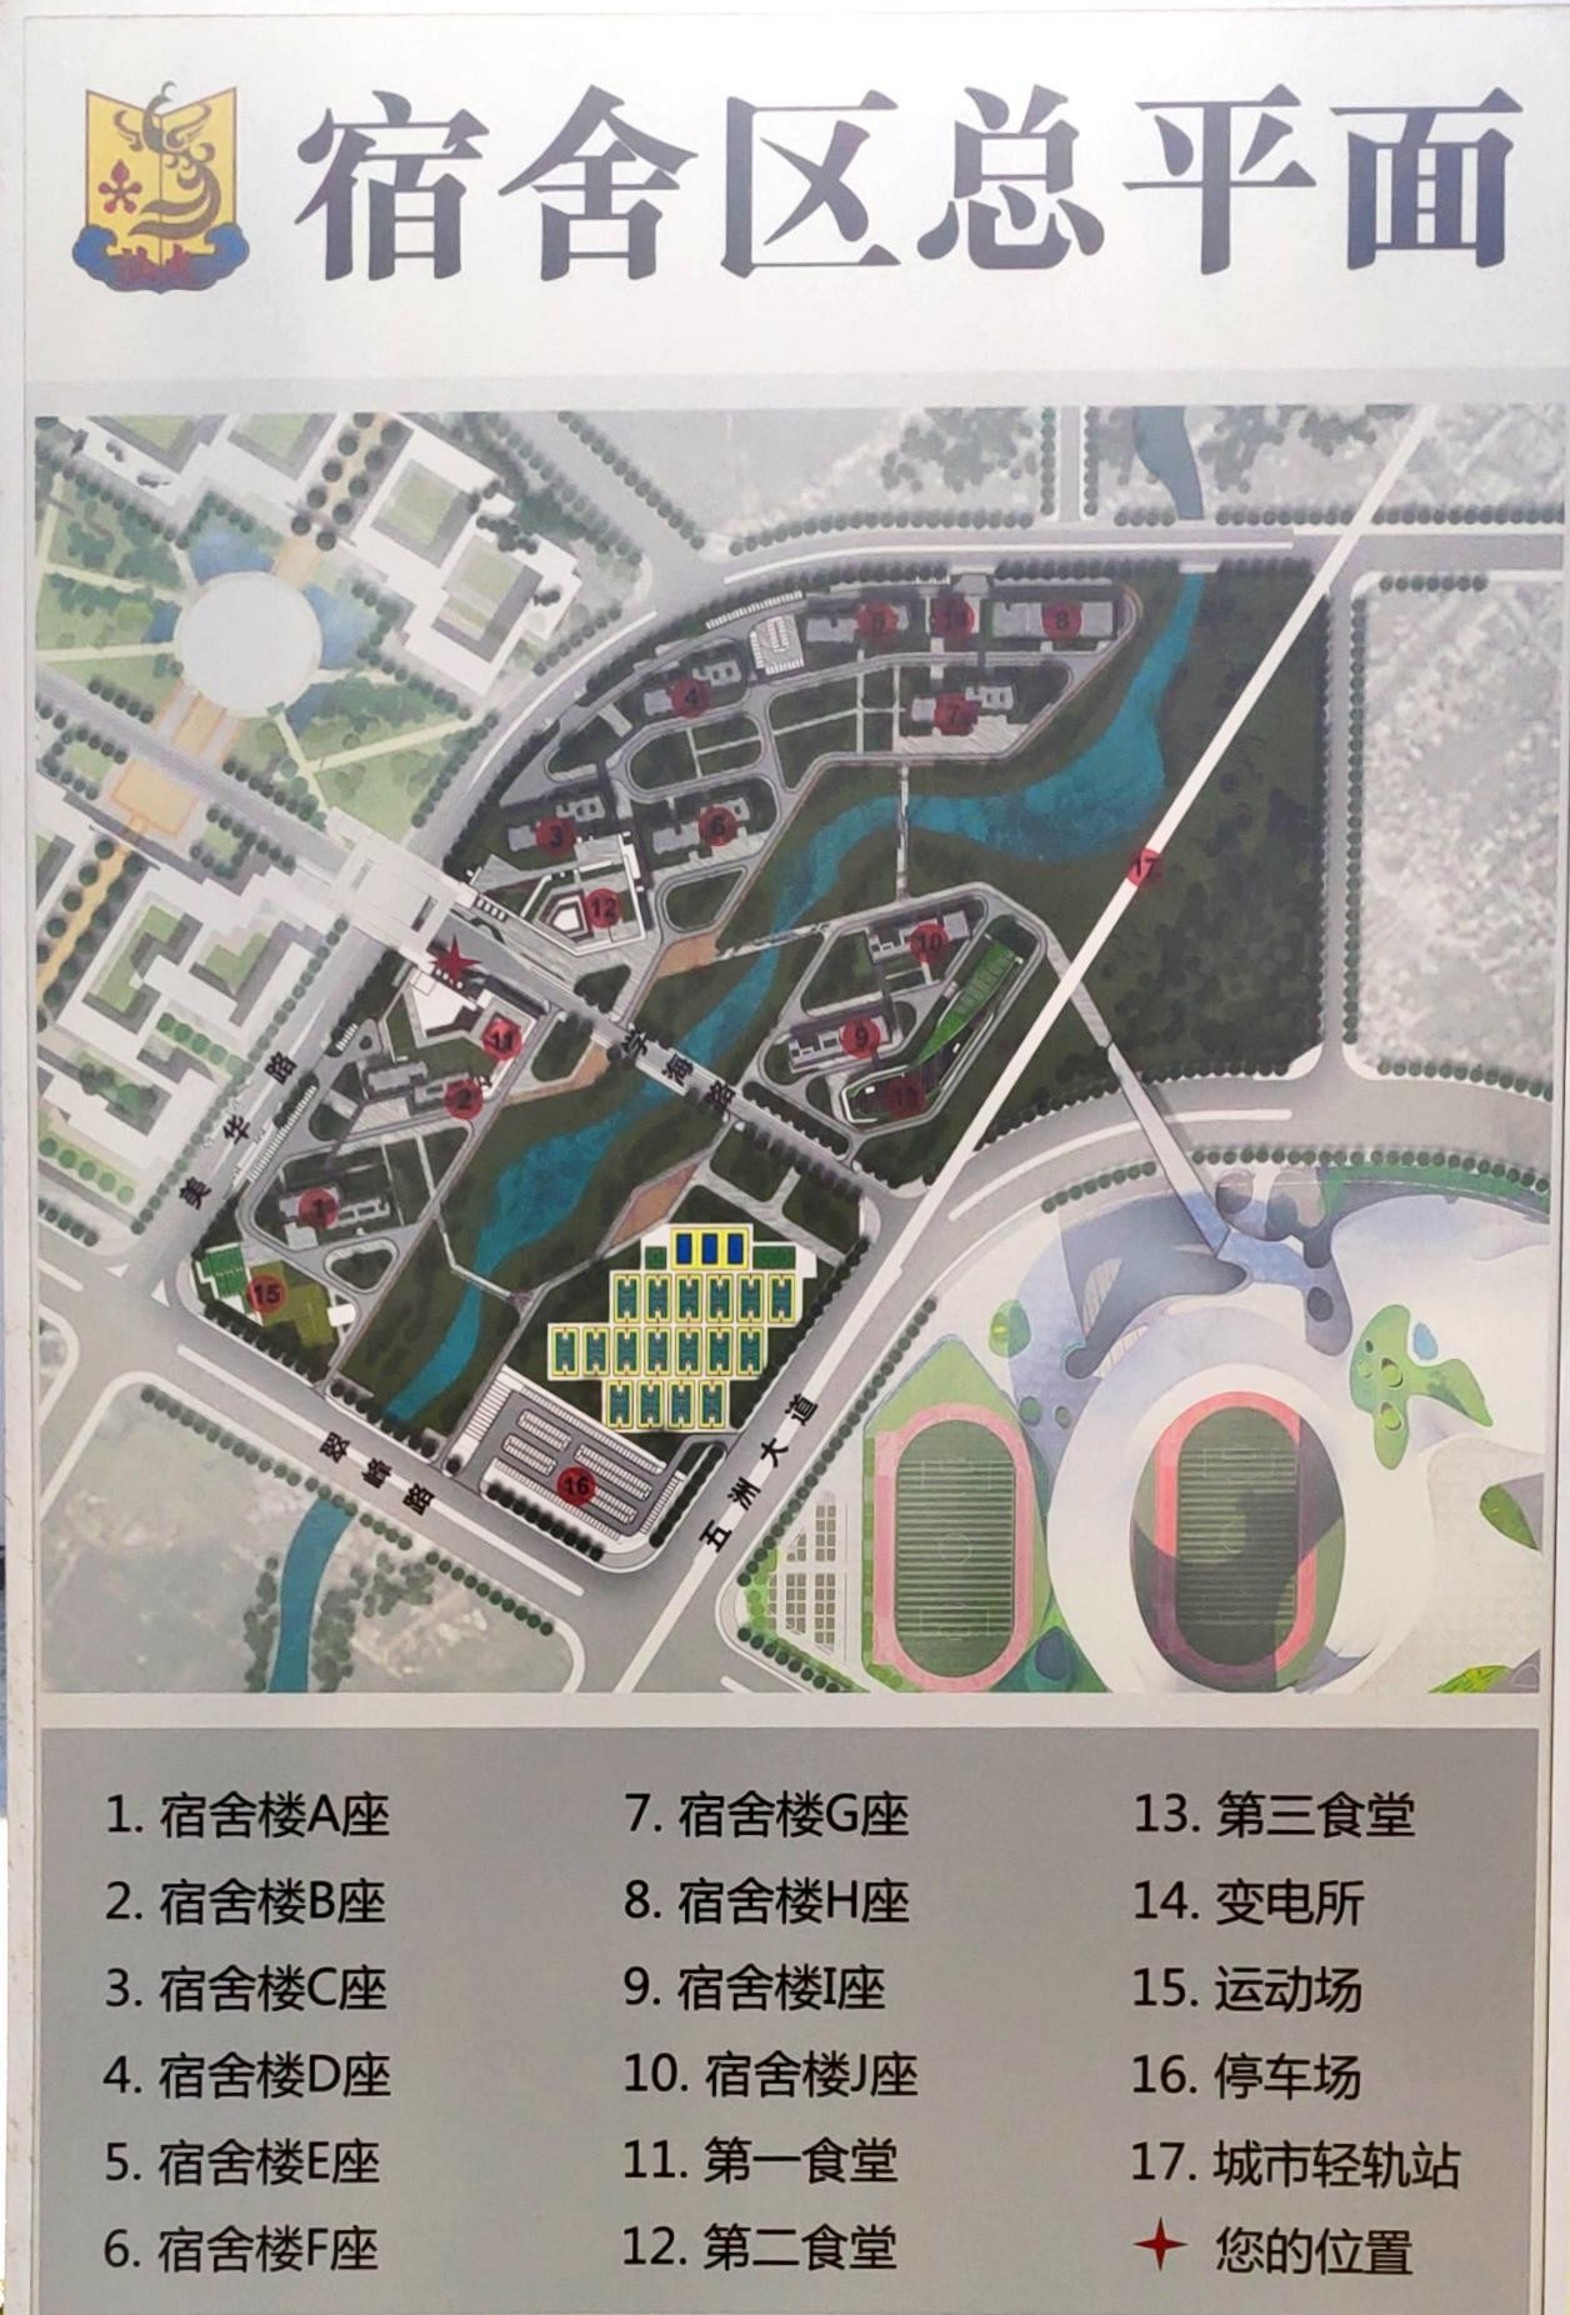 宿舍区总平面
5
14
8
4
7
3
6
17
12
10
11
9
学海路
2
13
美华路
1
15
五洲大道
翠峰路
16
1. 宿舍楼A座
2. 宿舍楼B座
3. 宿舍楼C座
4. 宿舍楼D座
5. 宿舍楼E座
6. 宿舍楼F座
7. 宿舍楼G座
8. 宿舍楼H座
9. 宿舍楼I座
10. 宿舍楼J座
11. 第一食堂
12. 第二食堂
13. 第三食堂
14. 变电所
15. 运动场
16. 停车场
17. 城市轻轨站
您的位置